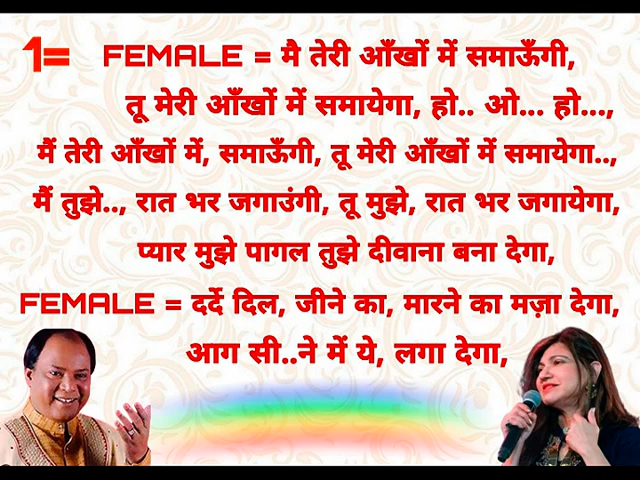 1= FEMALE = मै तेरी आँखों में समाऊँगी,
तू मेरी आँखों में समायेगा, हो.. ओ... हो...,
मैं तेरी आँखों में, समाऊँगी, तू मेरी आँखों में समायेगा..,
मैं तुझे.., रात भर जगाउंगी, तू मुझे, रात भर जगायेगा,
प्यार मुझे पागल तुझे दीवाना बना देगा,
FEMALE = दर्दे दिल, जीने का, मारने का मज़ा देगा,
आग सी..ने में ये, लगा देगा,